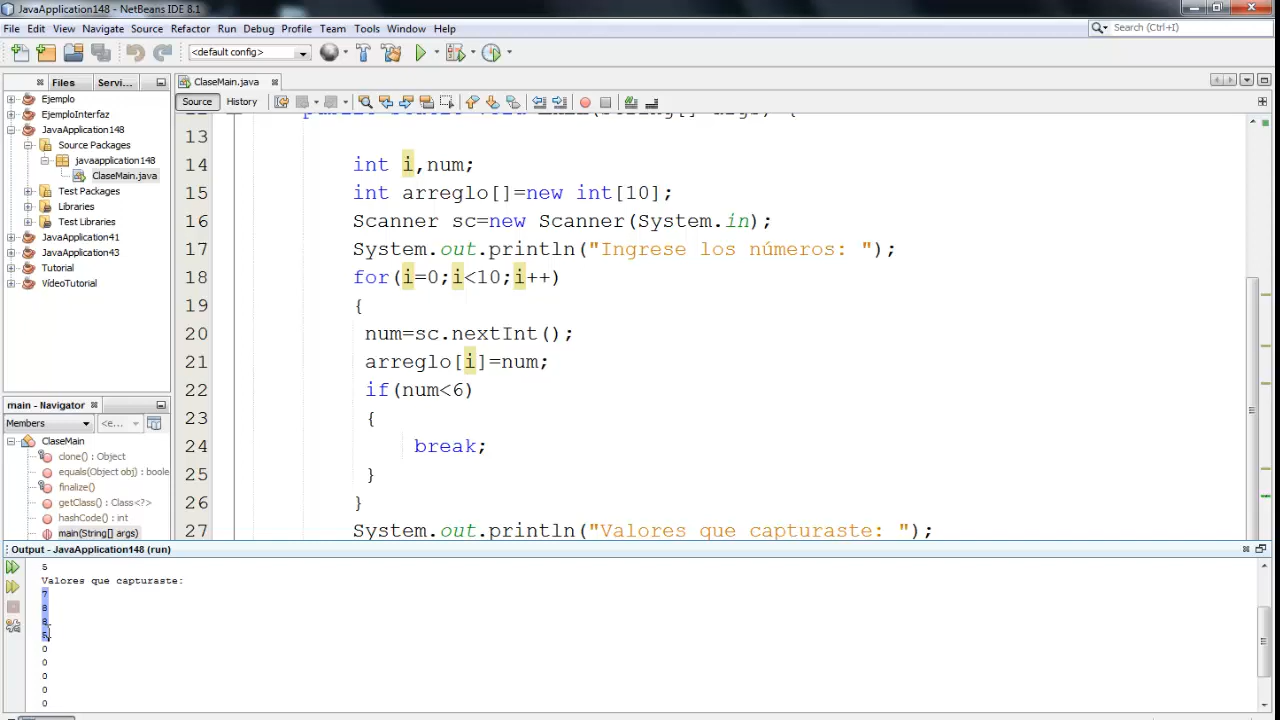 JavaApplication148 - NetBeans IDE 8.1
File Edit View Navigate Source Refactor Run Debug Profile Team Tools Window Help
Search (Ctrl+I)
<default config>
Files Servi...
ClaseMain.java
Source History
Ejemplo
EjemploInterfaz
JavaApplication148
Source Packages
javaapplication148
ClaseMain.java
Test Packages
Libraries
Test Libraries
JavaApplication41
JavaApplication43
Tutorial
VídeoTutorial
main - Navigator
Members <e...
ClaseMain
clone() : Object
equals(Object obj) : boole
finalize()
getClass() : Class<?>
hashCode() : int
main(String[] args)
13
14 int i,num;
15 int arreglo[]=new int[10];
16 Scanner sc=new Scanner(System.in);
17 System.out.println("Ingrese los números: ");
18 for(i=0;i<10;i++)
19 {
20 num=sc.nextInt();
21 arreglo[i]=num;
22 if(num<6)
23 {
24 break;
25 }
26 }
27 System.out.println("Valores que capturaste: ");
Output - JavaApplication148 (run)
5
Valores que capturaste:
7
8
8
5
0
0
0
0
0